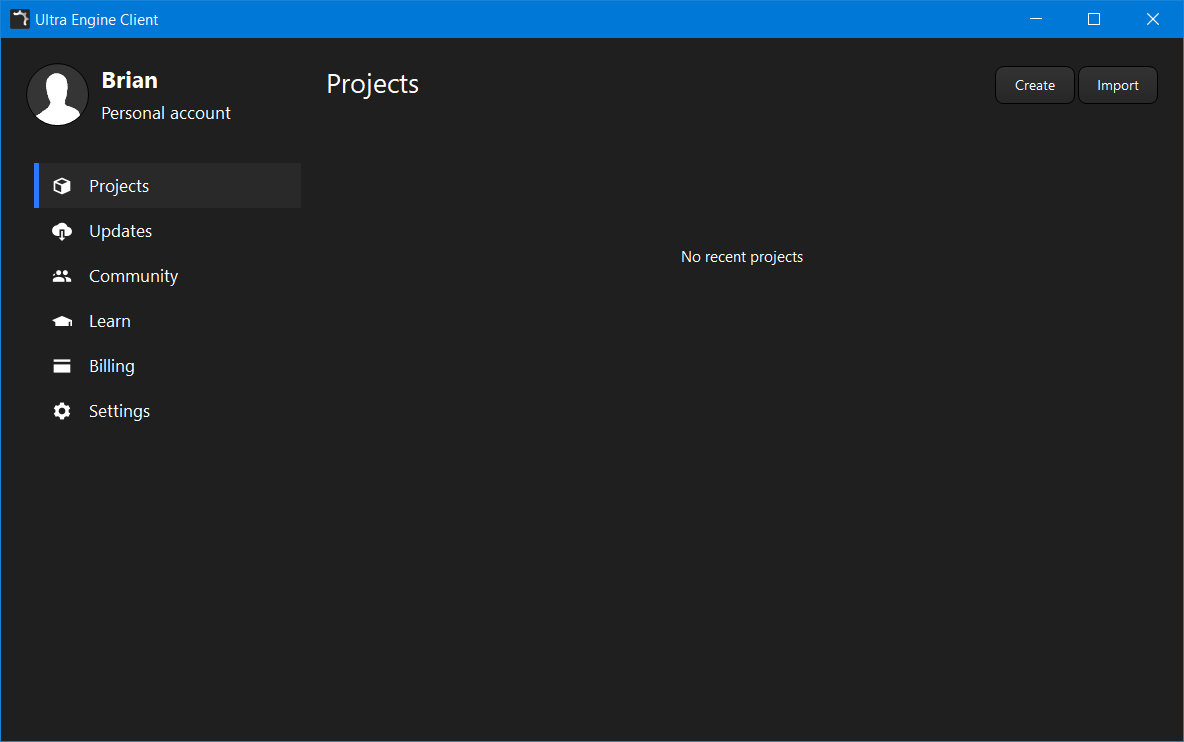 Ultra Engine Client
Brian
Personal account
Projects
Updates
Community
Learn
Billing
Settings
Projects
Create
Import
No recent projects